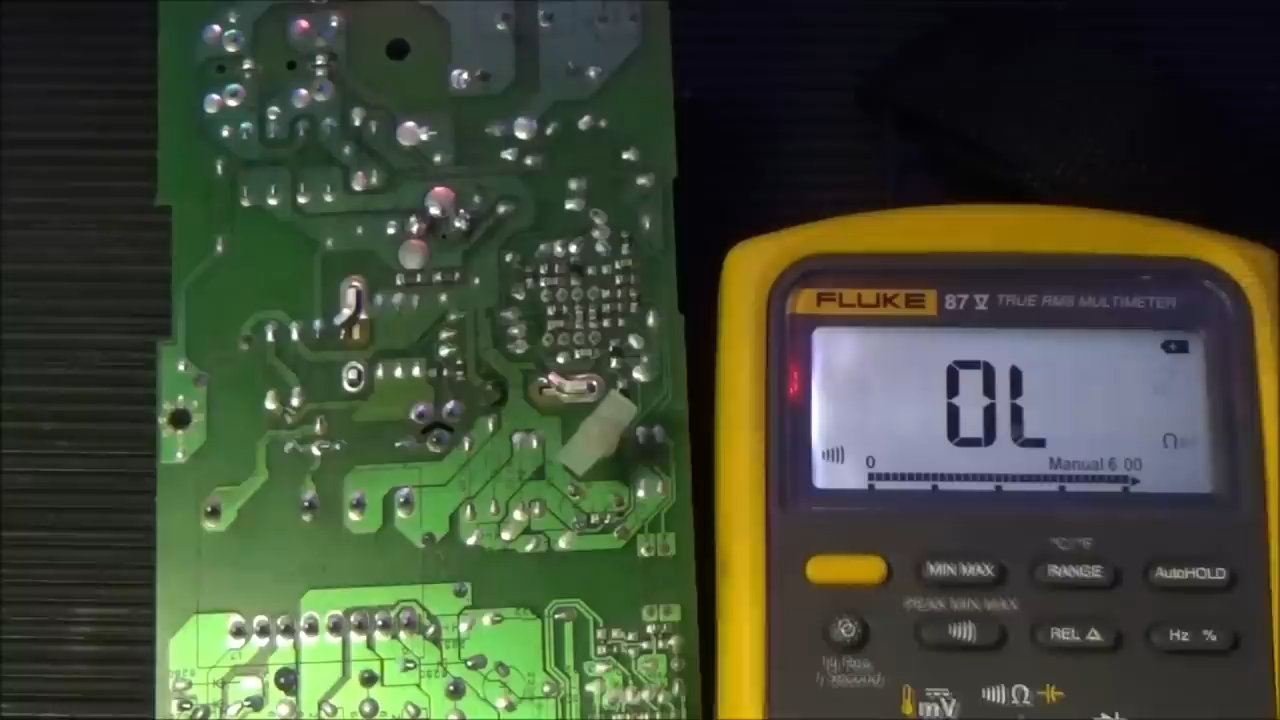 FLUKE 87 V TRUE RMS MULTIMETER
OL
Ω
0
Manual 6 00
°C/°F
MIN MAX
RANGE
AutoHOLD
PEAK MIN MAX
REL Δ
Hz %
mV
Ω